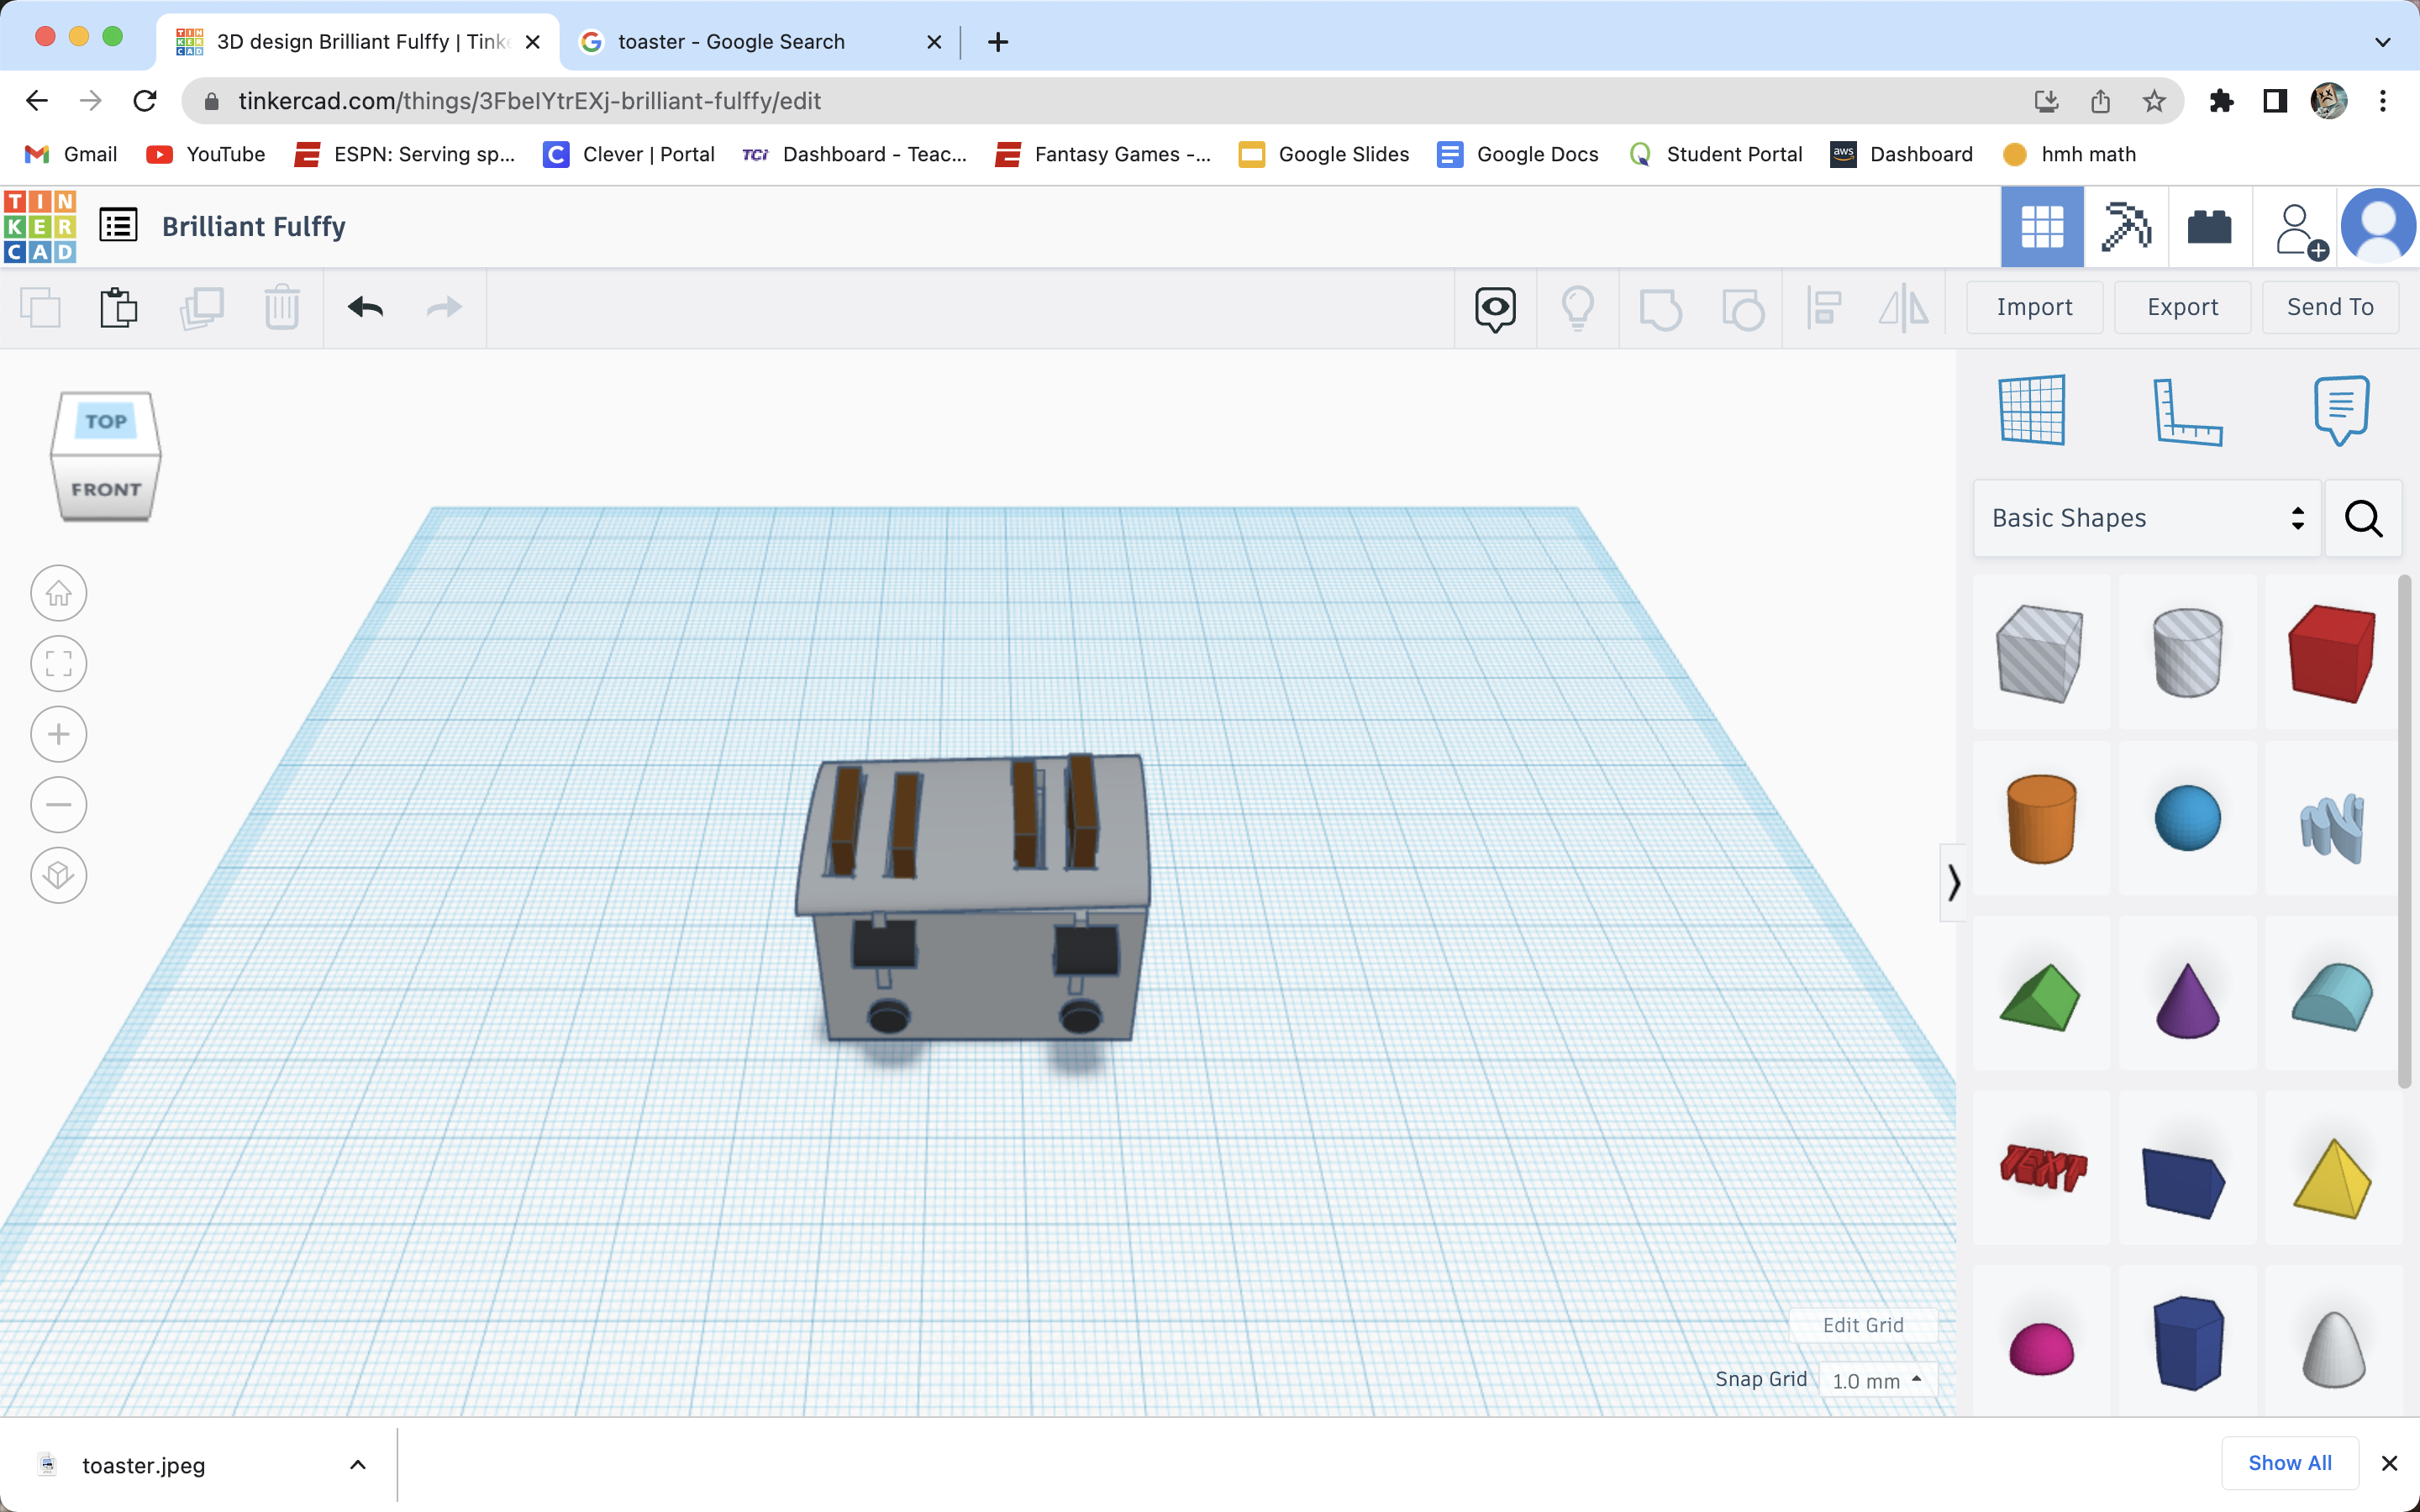 3D design Brilliant Fulffy | Tink
toaster - Google Search
tinkercad.com/things/3FbelYtrEXj-brilliant-fulffy/edit
Gmail
YouTube
ESPN: Serving sp...
Clever | Portal
TCi
Dashboard - Teac...
Fantasy Games -...
Google Slides
Google Docs
Student Portal
aws
Dashboard
hmh math
TIN
KER
CAD
Brilliant Fulffy
Import
Export
Send To
TOP
FRONT
Basic Shapes
TEXT
Edit Grid
Snap Grid
1.0 mm
toaster.jpeg
Show All